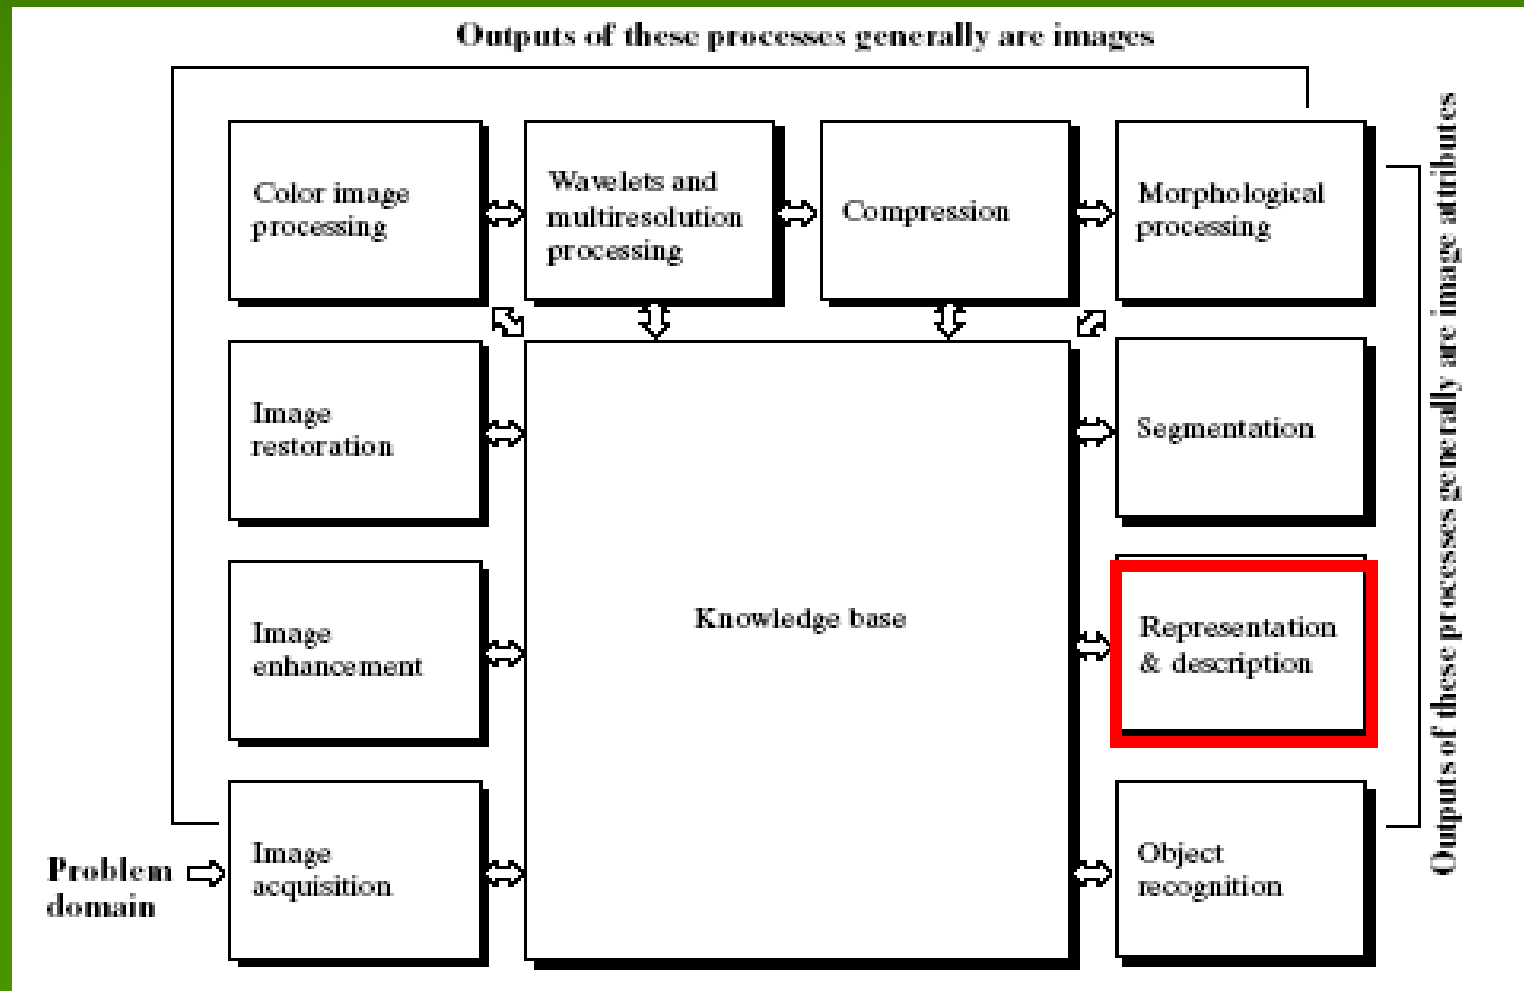 Outputs of these processes generally are images
Color image
processing
Wavelets and
multiresolution
processing
Compression
Morphological
processing
Outputs of these processes generally are image attributes
Image
restoration
Segmentation
Image
enhancement
Knowledge base
Representation
& description
Problem
domain
Image
acquisition
Object
recognition